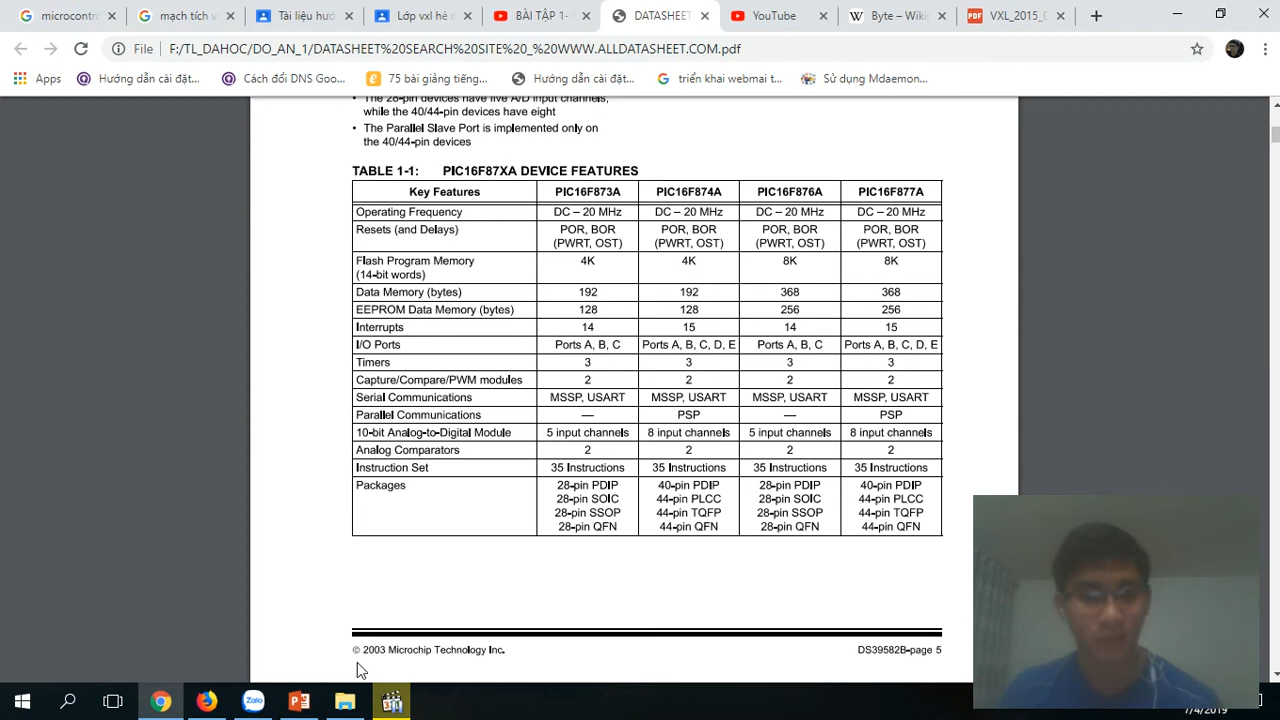 microcontr
mạch tích v
Tài liệu hướ
Lớp vxl hè c
BÀI TẬP 1-
DATASHEET
YouTube
Byte – Wiki
VXL_2015_
File
F:/TL_DAHOC/DO_AN_1/DATASHEET%20SEARCH%20SITE%20_%20WWW.ALLDATASHEET.COM.pdf
Apps
Hướng dẫn cài đặt...
Cách đổi DNS Goo...
75 bài giảng tiếng...
Hướng dẫn cài đặt...
triển khai webmai t...
Sử dụng Mdaemon...
• The 28-pin devices have five A/D input channels,
while the 40/44-pin devices have eight
• The Parallel Slave Port is implemented only on
the 40/44-pin devices
TABLE 1-1: PIC16F87XA DEVICE FEATURES
Key Features PIC16F873A PIC16F874A PIC16F876A PIC16F877A
Operating Frequency DC – 20 MHz DC – 20 MHz DC – 20 MHz DC – 20 MHz
Resets (and Delays) POR, BOR POR, BOR POR, BOR POR, BOR
(PWRT, OST) (PWRT, OST) (PWRT, OST) (PWRT, OST)
Flash Program Memory 4K 4K 8K 8K
(14-bit words)
Data Memory (bytes) 192 192 368 368
EEPROM Data Memory (bytes) 128 128 256 256
Interrupts 14 15 14 15
I/O Ports Ports A, B, C Ports A, B, C, D, E Ports A, B, C Ports A, B, C, D, E
Timers 3 3 3 3
Capture/Compare/PWM modules 2 2 2 2
Serial Communications MSSP, USART MSSP, USART MSSP, USART MSSP, USART
Parallel Communications — PSP — PSP
10-bit Analog-to-Digital Module 5 input channels 8 input channels 5 input channels 8 input channels
Analog Comparators 2 2 2 2
Instruction Set 35 Instructions 35 Instructions 35 Instructions 35 Instructions
Packages 28-pin PDIP 40-pin PDIP 28-pin PDIP 40-pin PDIP
28-pin SOIC 44-pin PLCC 28-pin SOIC 44-pin PLCC
28-pin SSOP 44-pin TQFP 28-pin SSOP 44-pin TQFP
28-pin QFN 44-pin QFN 28-pin QFN 44-pin QFN
© 2003 Microchip Technology Inc. DS39582B-page 5
Zalo
7/4/2019